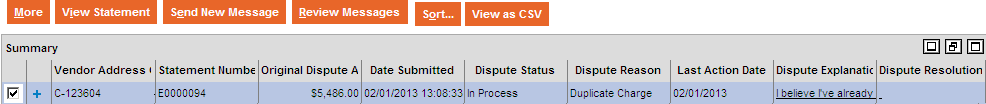 More View Statement Send New Message Review Messages Sort... View as CSV
Summary
Vendor Address Statement Numbe Original Dispute A Date Submitted Dispute Status Dispute Reason Last Action Date Dispute Explanatio Dispute Resolution
C-123604 E0000094 $5,486.00 02/01/2013 13:08:33 In Process Duplicate Charge 02/01/2013 I believe I've already